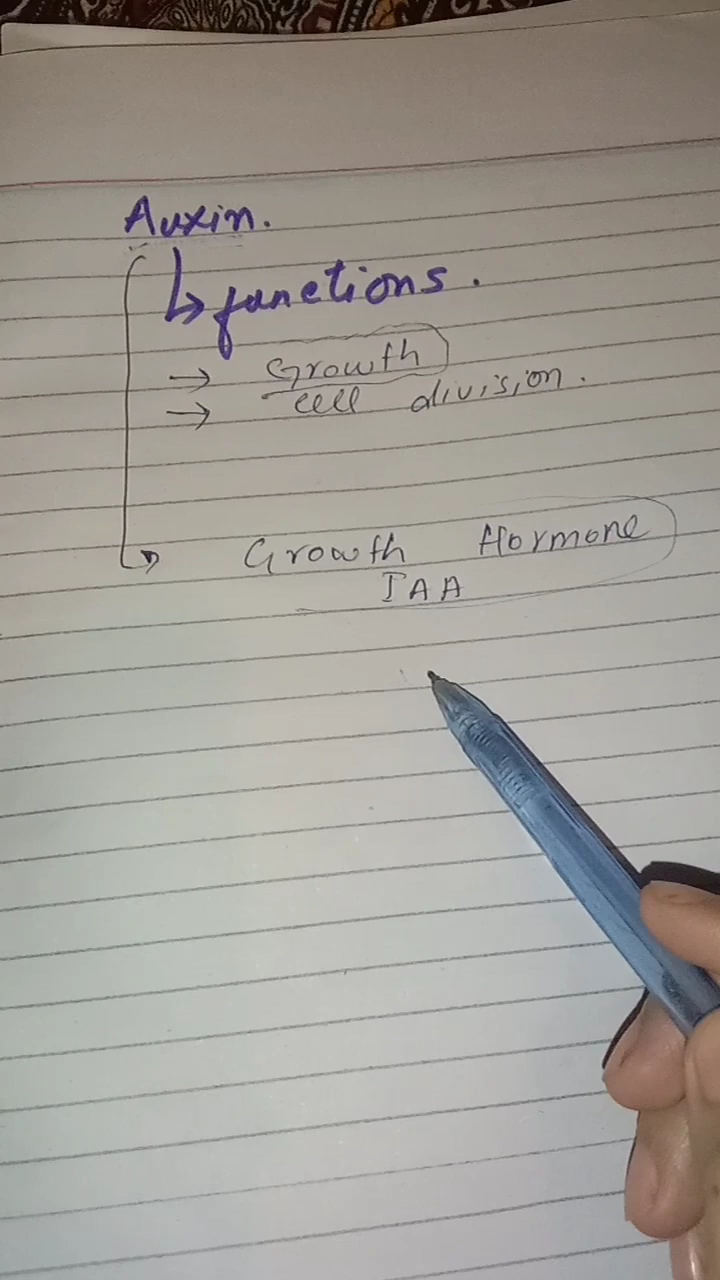 Auxin.
↳ functions.
→ Growth
→ cell division.
↳ Growth Hormone
IAA